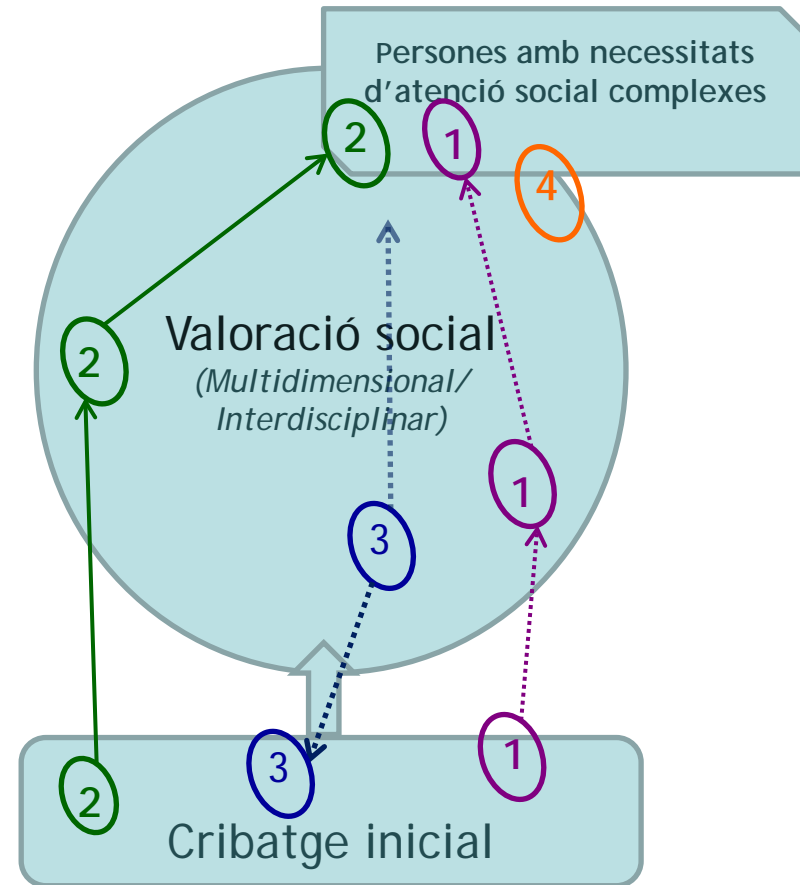 Persones amb necessitats
d'atenció social complexes
2
1
4
2
Valoració social
(Multidimensional/
Interdisciplinar)
1
3
3
1
2
Cribatge inicial